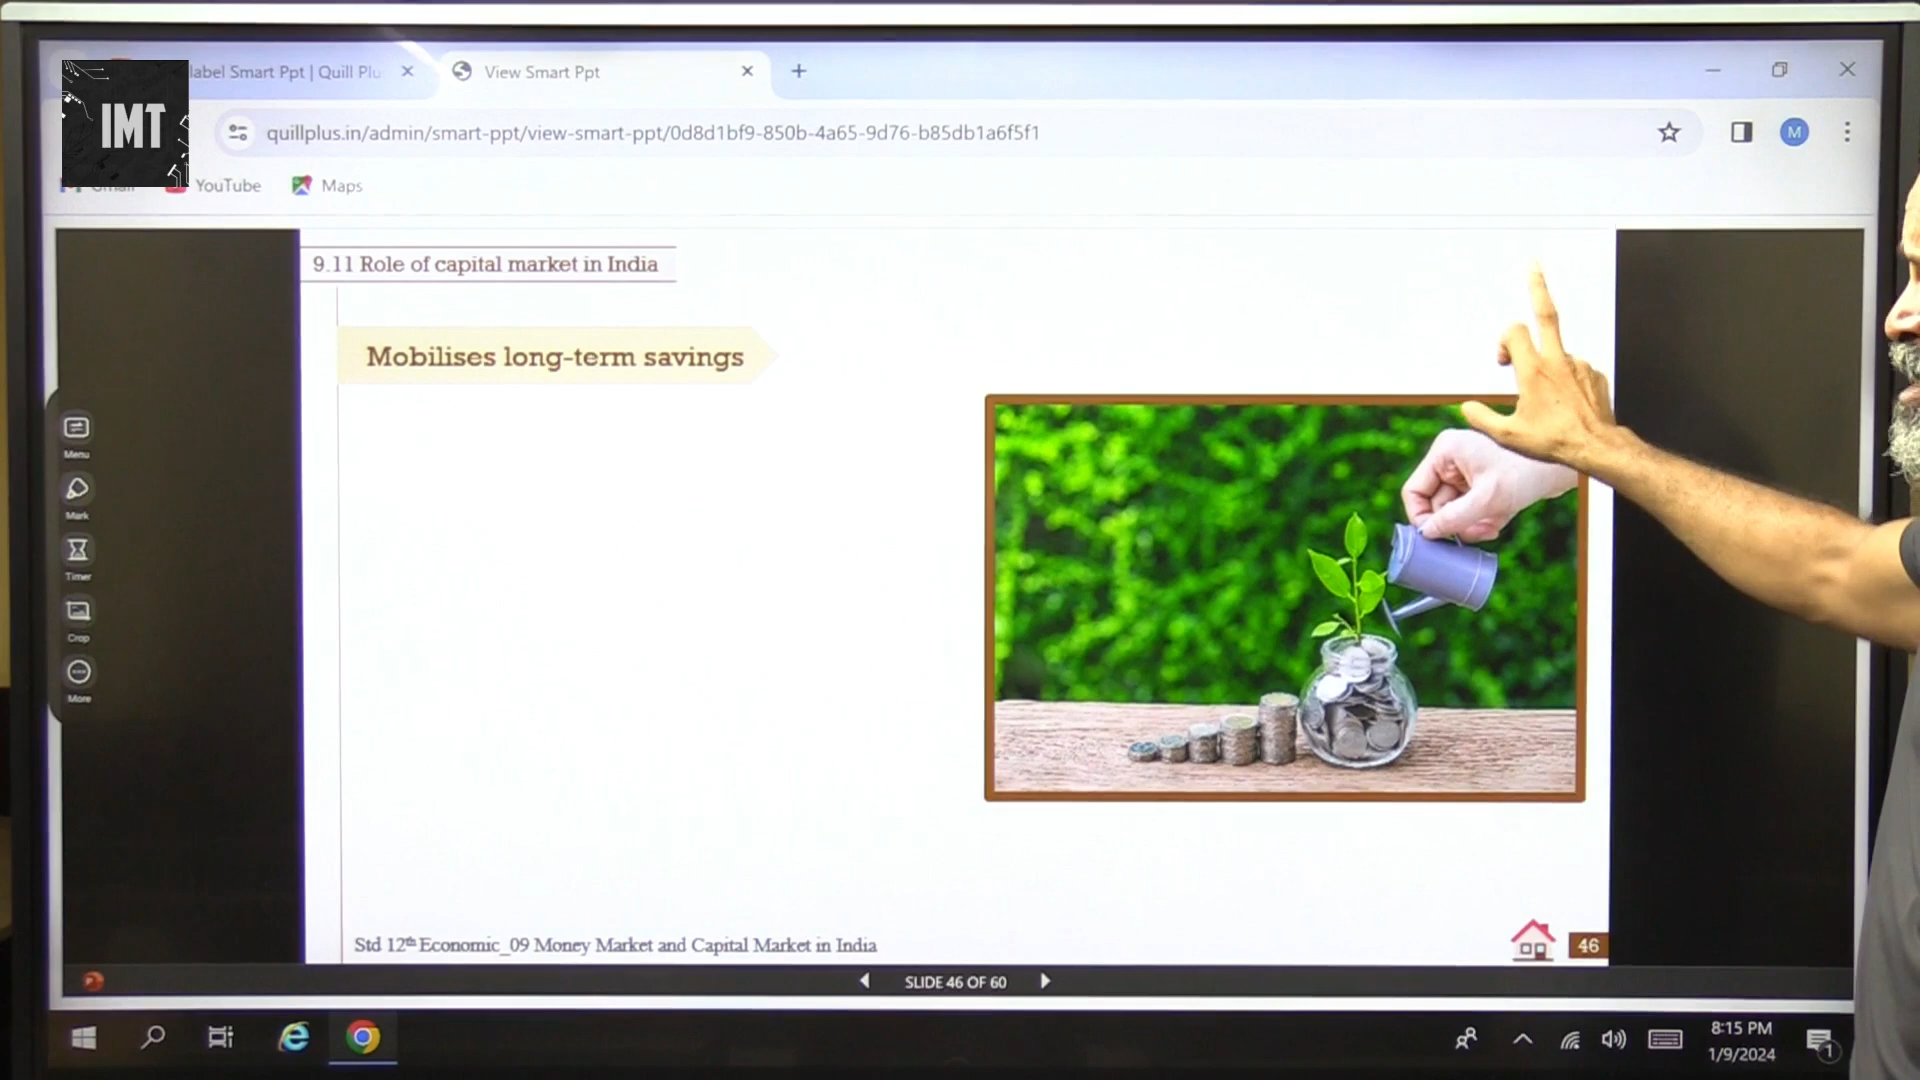 label Smart Ppt | Quill Plu
View Smart Ppt
IMT
quillplus.in/admin/smart-ppt/view-smart-ppt/0d8d1bf9-850b-4a65-9d76-b85db1a6f5f1
M
Gmail
YouTube
Maps
9.11 Role of capital market in India
Mobilises long-term savings
Menu
Mark
Timer
Crop
More
Std 12th Economic_09 Money Market and Capital Market in India
46
SLIDE 46 OF 60
8:15 PM
1/9/2024
1